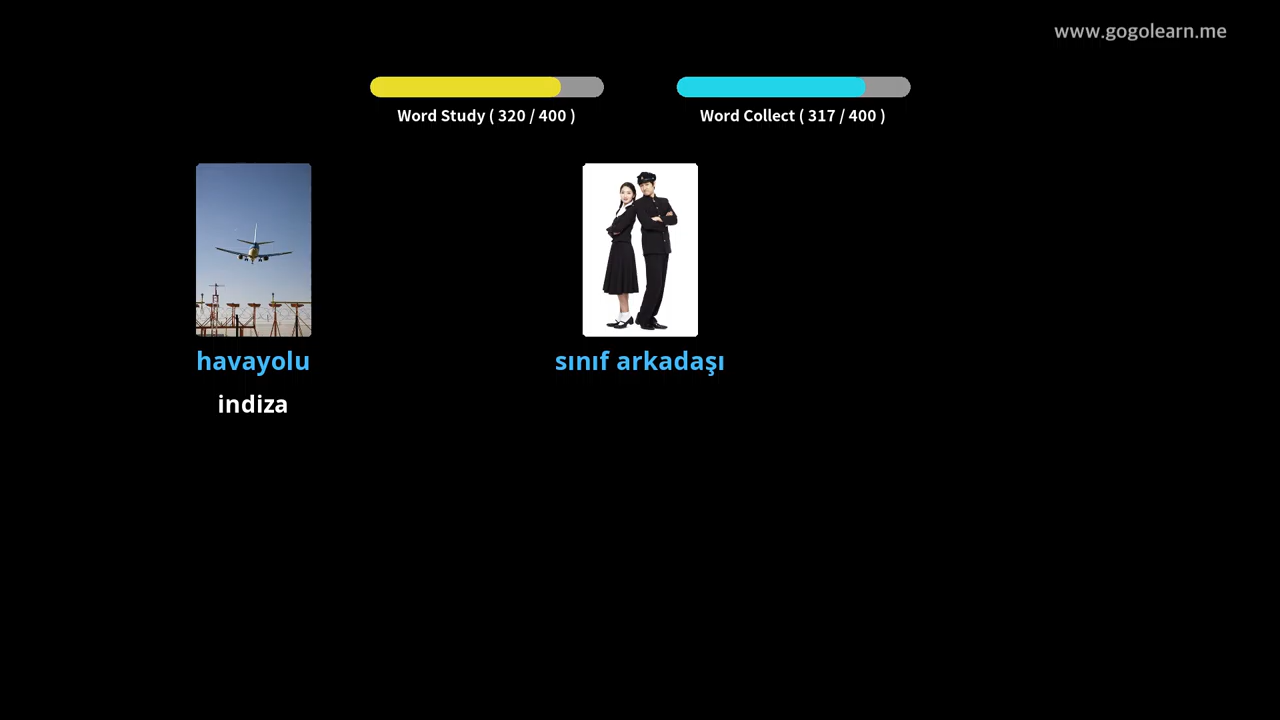 www.gogolearn.me
Word Study ( 320 / 400 )
Word Collect ( 317 / 400 )
havayolu
indiza
sınıf arkadaşı